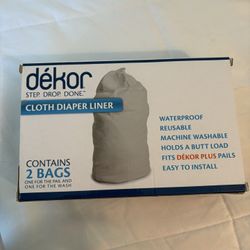 dékor
STEP. DROP. DONE.™
CLOTH DIAPER LINER
WATERPROOF
REUSABLE
MACHINE WASHABLE
HOLDS A BUTT LOAD
FITS DÉKOR PLUS PAILS
EASY TO INSTALL
CONTAINS
2 BAGS
ONE FOR THE PAIL AND
ONE FOR THE WASH